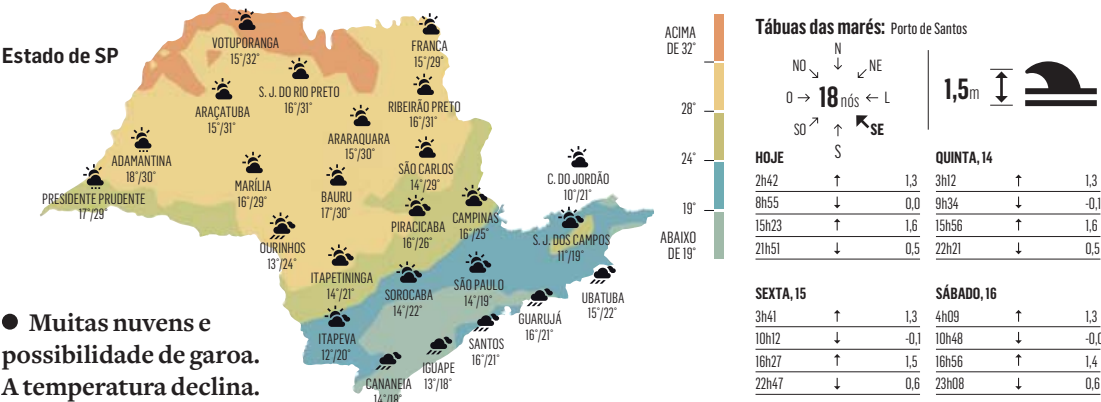 Estado de SP
VOTUPORANGA
15°/32°
FRANCA
15°/29°
S. J. DO RIO PRETO
16°/31°
ARAÇATUBA
15°/31°
RIBEIRÃO PRETO
16°/31°
ARARAQUARA
15°/30°
ADAMANTINA
18°/30°
SÃO CARLOS
14°/29°
MARÍLIA
16°/29°
BAURU
17°/30°
PRESIDENTE PRUDENTE
17°/29°
C. DO JORDÃO
10°/21°
PIRACICABA
16°/26°
CAMPINAS
16°/25°
OURINHOS
13°/24°
S. J. DOS CAMPOS
11°/19°
ITAPETININGA
14°/21°
SOROCABA
14°/22°
SÃO PAULO
14°/19°
UBATUBA
15°/22°
GUARUJÁ
16°/21°
ITAPEVA
12°/20°
SANTOS
16°/21°
IGUAPE
13°/18°
CANANEIA
14°/18°
● Muitas nuvens e
possibilidade de garoa.
A temperatura declina.
ACIMA
DE 32°
28°
24°
19°
ABAIXO
DE 19°
Tábuas das marés: Porto de Santos
N
NO ↘ ↓ ↙ NE
O → 18 nós ← L
SO ↗ ↑ ↖ SE
S
1,5m
HOJE
2h42 ↑ 1,3
8h55 ↓ 0,0
15h23 ↑ 1,6
21h51 ↓ 0,5
QUINTA, 14
3h12 ↑ 1,3
9h34 ↓ -0,1
15h56 ↑ 1,6
22h21 ↓ 0,5
SEXTA, 15
3h41 ↑ 1,3
10h12 ↓ -0,1
16h27 ↑ 1,5
22h47 ↓ 0,6
SÁBADO, 16
4h09 ↑ 1,3
10h48 ↓ -0,0
16h56 ↑ 1,4
23h08 ↓ 0,6